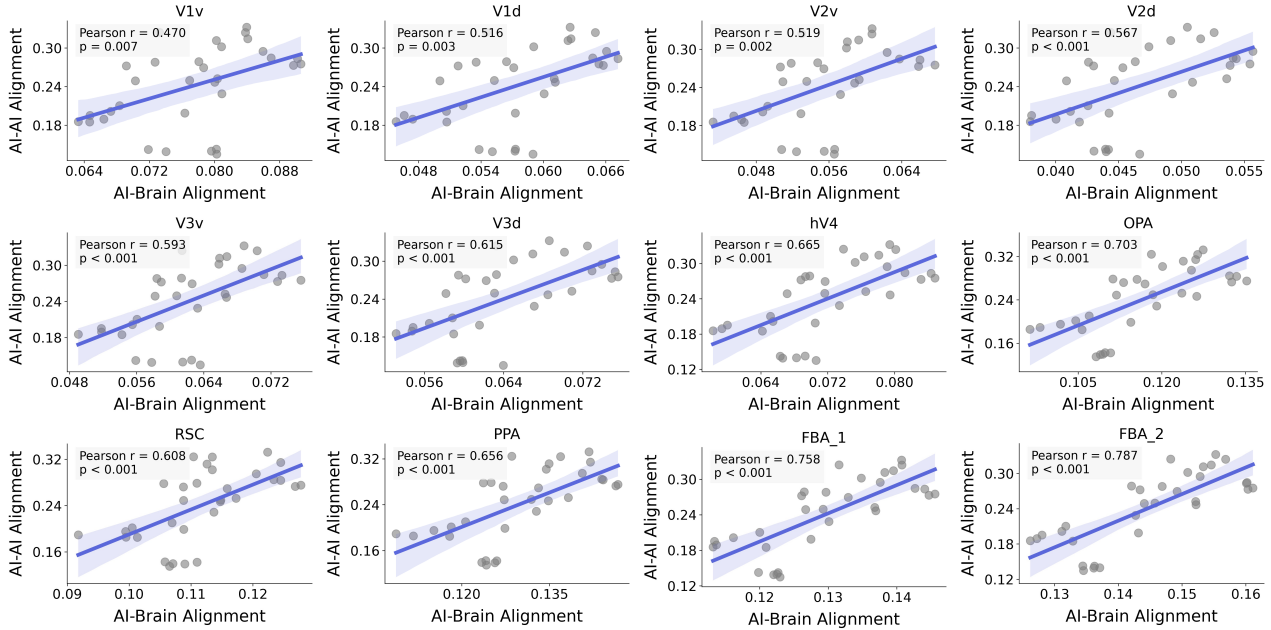 V1v
V1d
V2v
V2d
Pearson r = 0.470
p = 0.007
Pearson r = 0.516
p = 0.003
Pearson r = 0.519
p = 0.002
Pearson r = 0.567
p < 0.001
AI-AI Alignment
0.30
0.24
0.18
AI-AI Alignment
0.30
0.24
0.18
AI-AI Alignment
0.30
0.24
0.18
AI-AI Alignment
0.30
0.24
0.18
0.064 0.072 0.080 0.088
0.048 0.054 0.060 0.066
0.048 0.056 0.064
0.040 0.045 0.050 0.055
AI-Brain Alignment
AI-Brain Alignment
AI-Brain Alignment
AI-Brain Alignment
V3v
V3d
hV4
OPA
Pearson r = 0.593
p < 0.001
Pearson r = 0.615
p < 0.001
Pearson r = 0.665
p < 0.001
Pearson r = 0.703
p < 0.001
AI-AI Alignment
0.30
0.24
0.18
AI-AI Alignment
0.30
0.24
0.18
AI-AI Alignment
0.30
0.24
0.18
0.12
AI-AI Alignment
0.32
0.24
0.16
0.048 0.056 0.064 0.072
0.056 0.064 0.072
0.064 0.072 0.080
0.105 0.120 0.135
AI-Brain Alignment
AI-Brain Alignment
AI-Brain Alignment
AI-Brain Alignment
RSC
PPA
FBA_1
FBA_2
Pearson r = 0.608
p < 0.001
Pearson r = 0.656
p < 0.001
Pearson r = 0.758
p < 0.001
Pearson r = 0.787
p < 0.001
AI-AI Alignment
0.32
0.24
0.16
AI-AI Alignment
0.32
0.24
0.16
AI-AI Alignment
0.30
0.24
0.18
0.12
AI-AI Alignment
0.30
0.24
0.18
0.12
0.09 0.10 0.11 0.12
0.120 0.135
0.12 0.13 0.14
0.13 0.14 0.15 0.16
AI-Brain Alignment
AI-Brain Alignment
AI-Brain Alignment
AI-Brain Alignment